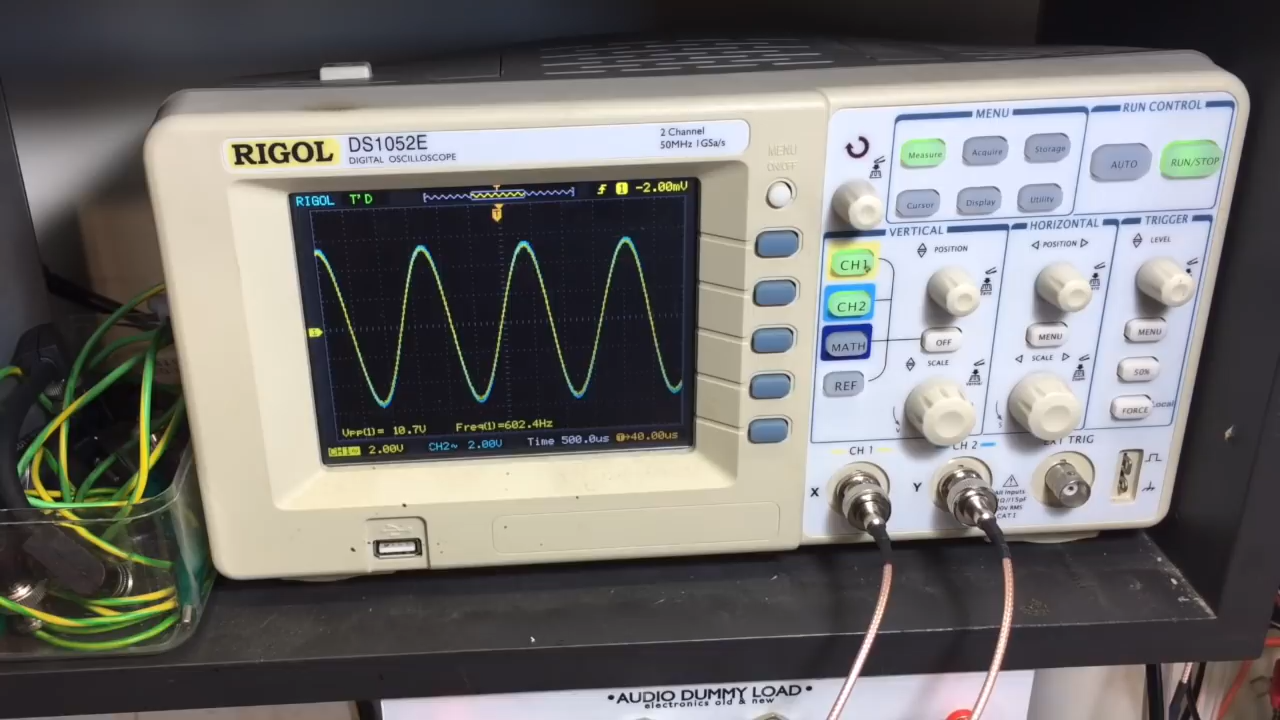 RIGOL DS1052E
DIGITAL OSCILLOSCOPE
2 Channel
50MHz 1GSa/s
RIGOL T'D
T
T
1 -2.00mV
Vpp(1)= 10.7V Freq(1)=602.4Hz
CH1~ 2.00V CH2~ 2.00V Time 500.0us T→40.00us
MENU
ON/OFF
MENU
Measure Acquire Storage
Cursor Display Utility
RUN CONTROL
AUTO RUN/STOP
VERTICAL
POSITION
CH1
CH2
MATH
REF
OFF
SCALE
HORIZONTAL
POSITION
MENU
SCALE
TRIGGER
LEVEL
MENU
50%
FORCE Local
CH 1 CH 2 EXT TRIG
X Y
CAT I
•AUDIO DUMMY LOAD•
electronics old & new